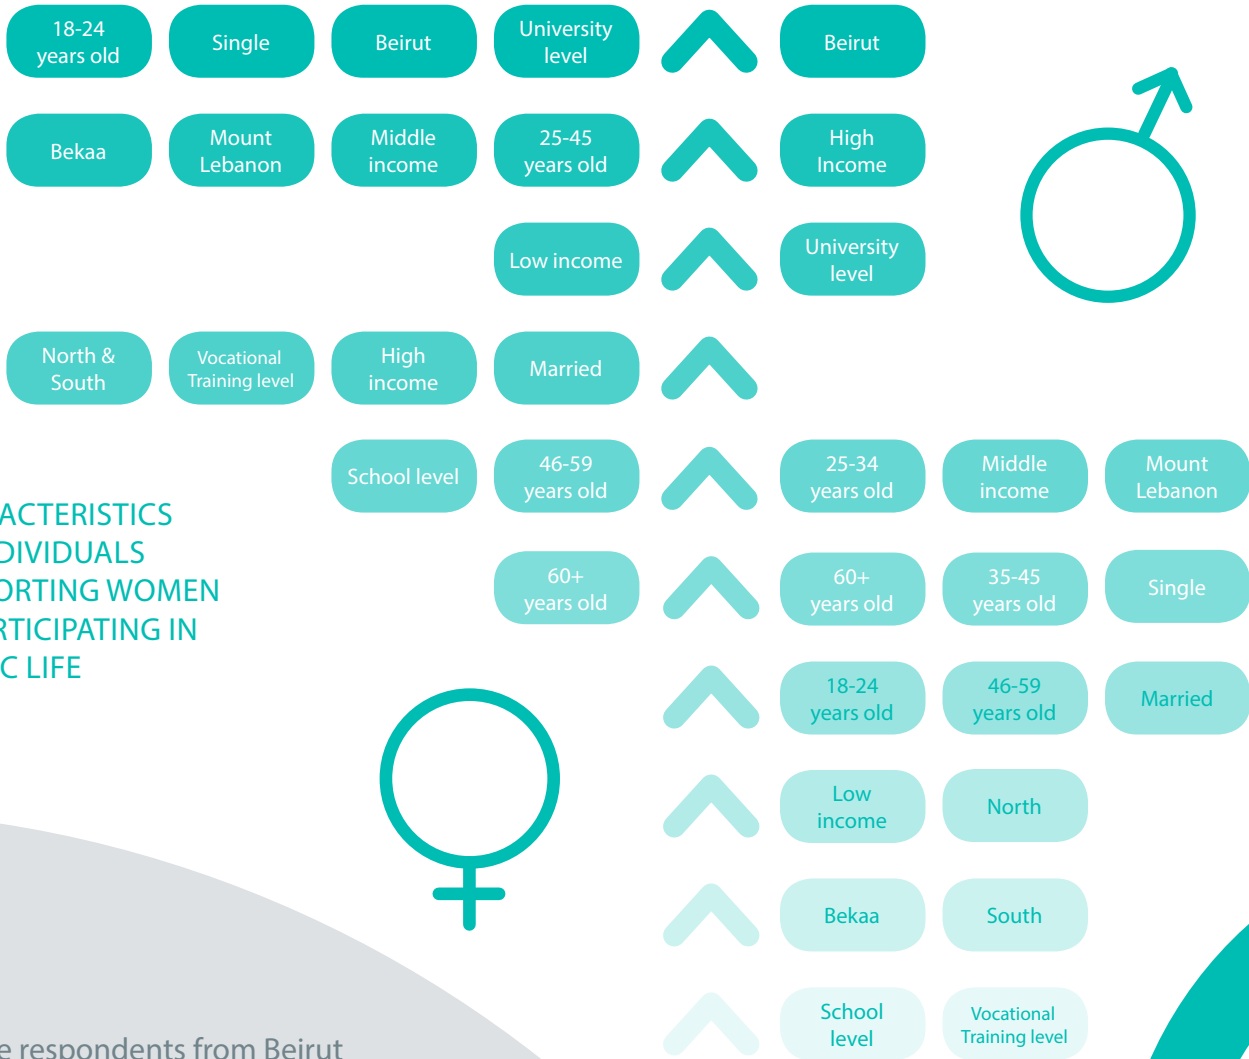 18-24
years old
Single
Beirut
University
level
Beirut
Bekaa
Mount
Lebanon
Middle
income
25-45
years old
High
Income
Low income
University
level
North &
South
Vocational
Training level
High
income
Married
School level
46-59
years old
25-34
years old
Middle
income
Mount
Lebanon
ACTERISTICS
DIVIDUALS
ORTING WOMEN
RTICIPATING IN
C LIFE
60+
years old
60+
years old
35-45
years old
Single
18-24
years old
46-59
years old
Married
Low
income
North
Bekaa
South
School
level
Vocational
Training level
e respondents from Beirut